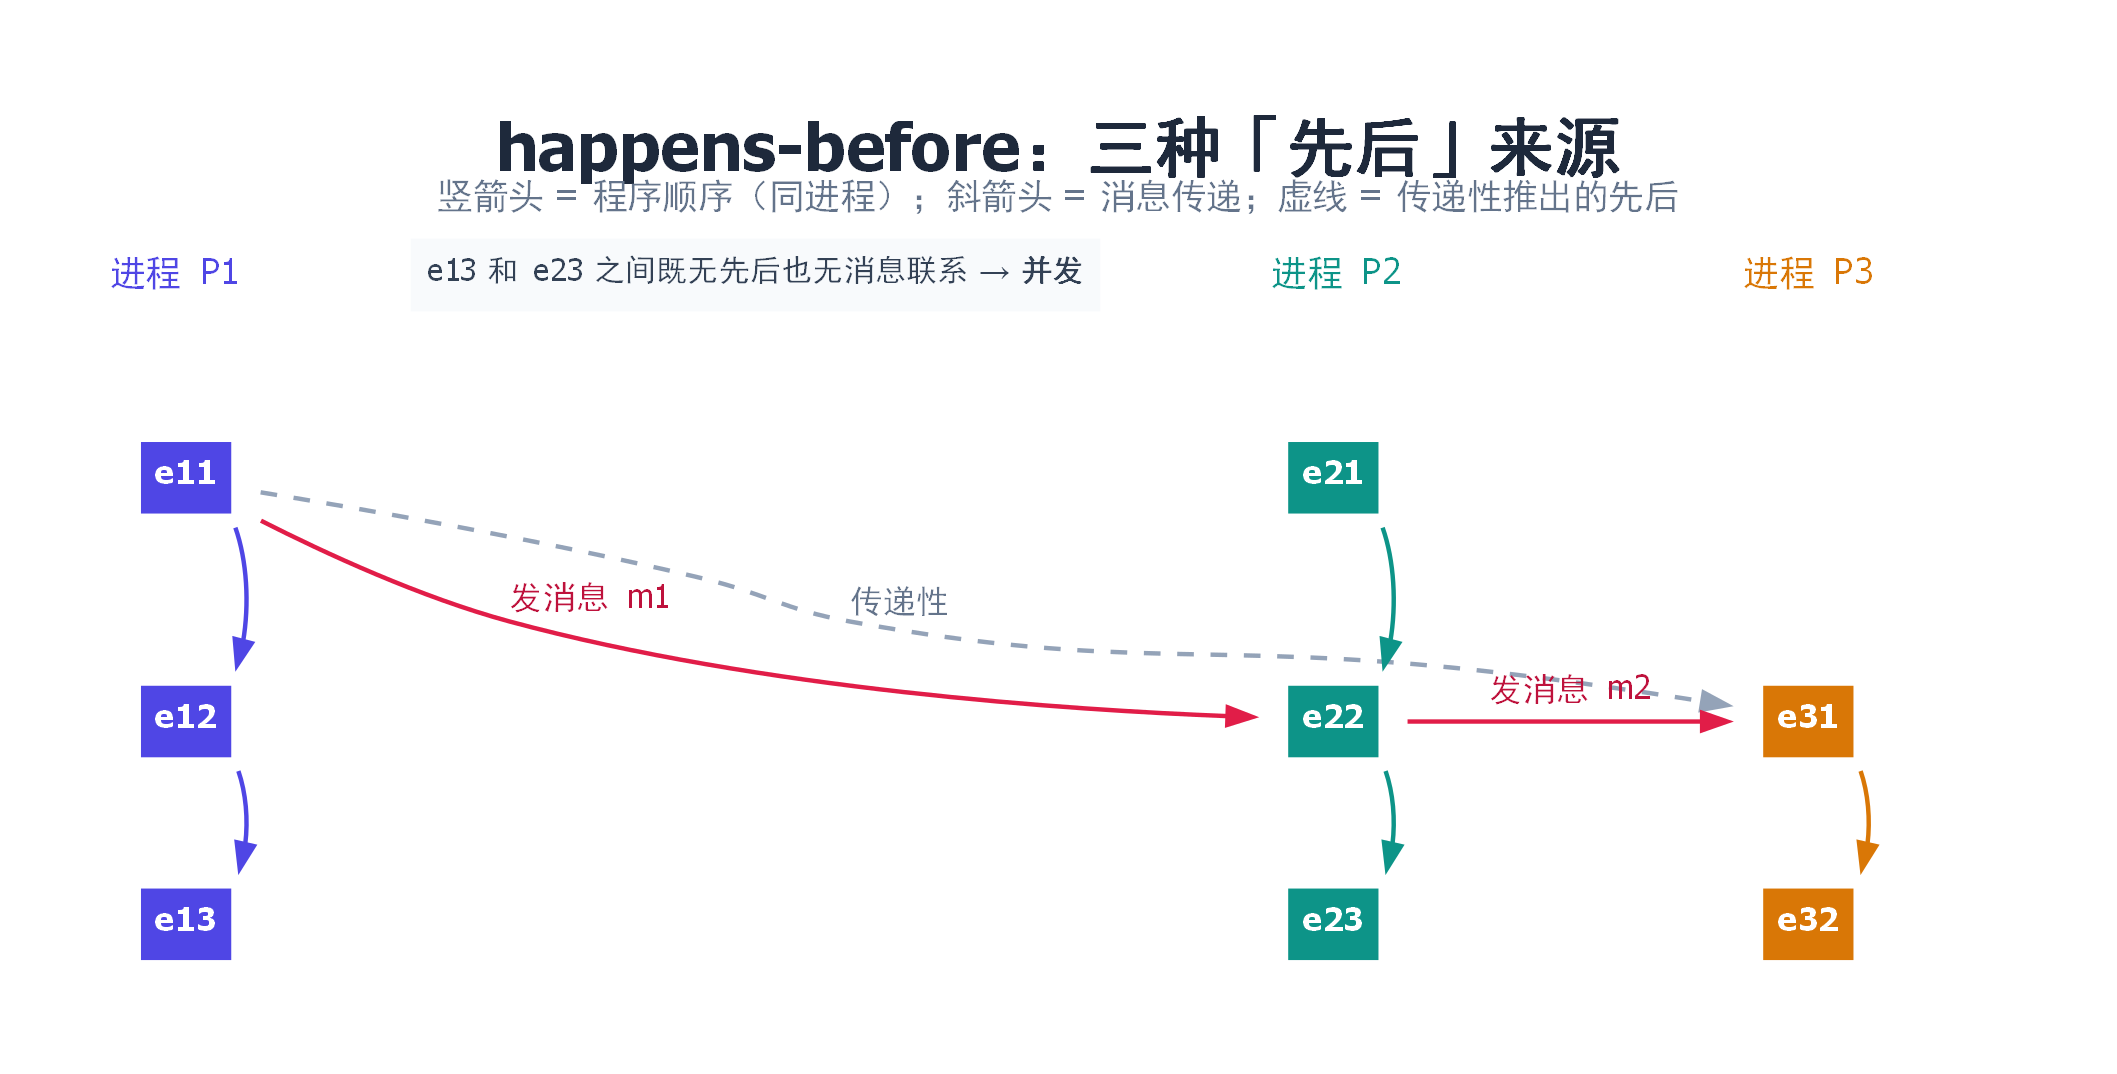 happens-before：三种「先后」来源
竖箭头 = 程序顺序（同进程）；斜箭头 = 消息传递；虚线 = 传递性推出的先后
进程 P1
e13 和 e23 之间既无先后也无消息联系 → 并发
进程 P2
进程 P3
e11
e21
发消息 m1
传递性
发消息 m2
e12
e22
e31
e13
e23
e32